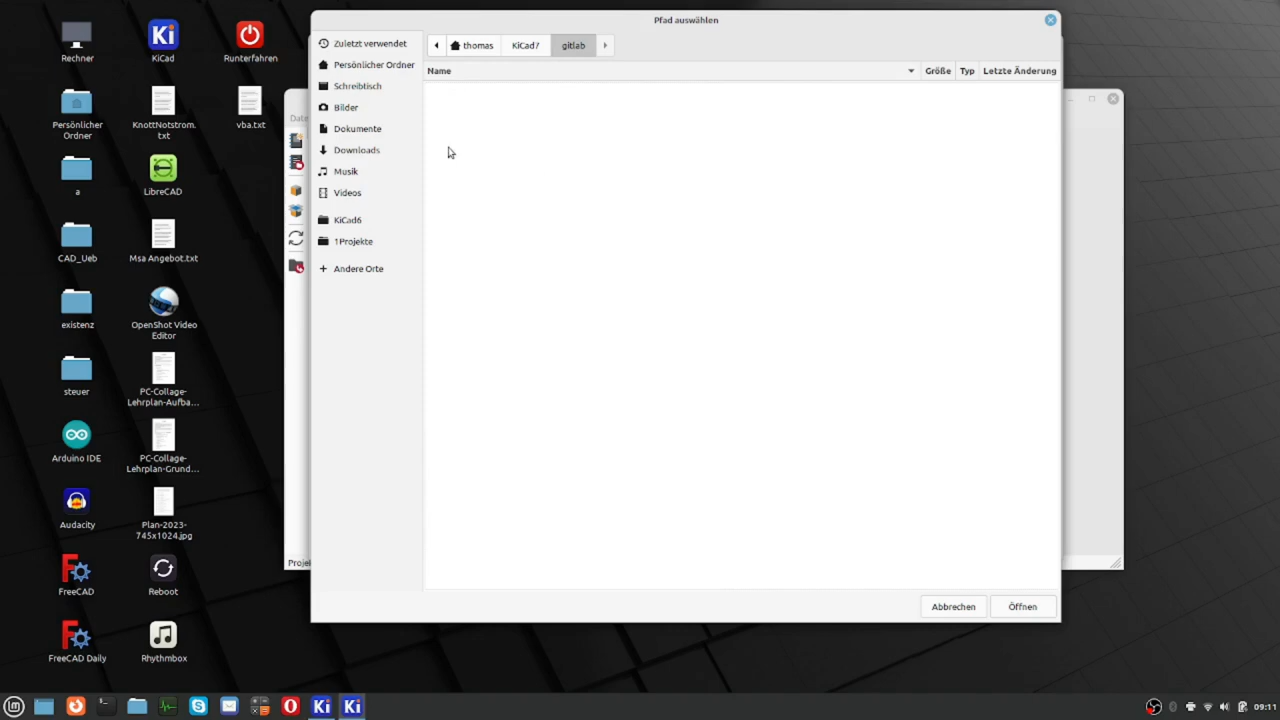 Pfad auswählen
Rechner
KiCad
Runterfahren
Persönlicher
Ordner
KnottNotstrom.
txt
vba.txt
a
LibreCAD
CAD_Ueb
Msa Angebot.txt
existenz
OpenShot Video
Editor
steuer
PC-Collage-
Lehrplan-Aufba...
Arduino IDE
PC-Collage-
Lehrplan-Grund...
Audacity
Plan-2023-
745x1024.jpg
FreeCAD
Reboot
FreeCAD Daily
Rhythmbox
Date
Projek
Zuletzt verwendet
Persönlicher Ordner
Schreibtisch
Bilder
Dokumente
Downloads
Musik
Videos
KiCad6
1Projekte
Andere Orte
thomas
KiCad7
gitlab
Name
Größe
Typ
Letzte Änderung
Abbrechen
Öffnen
09:11